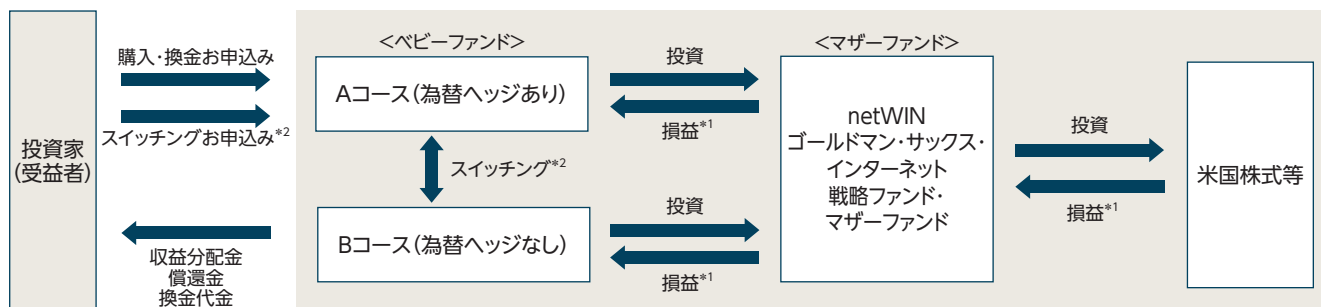 投資家
(受益者)
購入・換金お申込み
スイッチングお申込み*2
収益分配金
償還金
換金代金
<ベビーファンド>
Aコース(為替ヘッジあり)
スイッチング*2
Bコース(為替ヘッジなし)
投資
損益*1
投資
損益*1
<マザーファンド>
netWIN
ゴールドマン・サックス・
インターネット
戦略ファンド・
マザーファンド
投資
損益*1
米国株式等